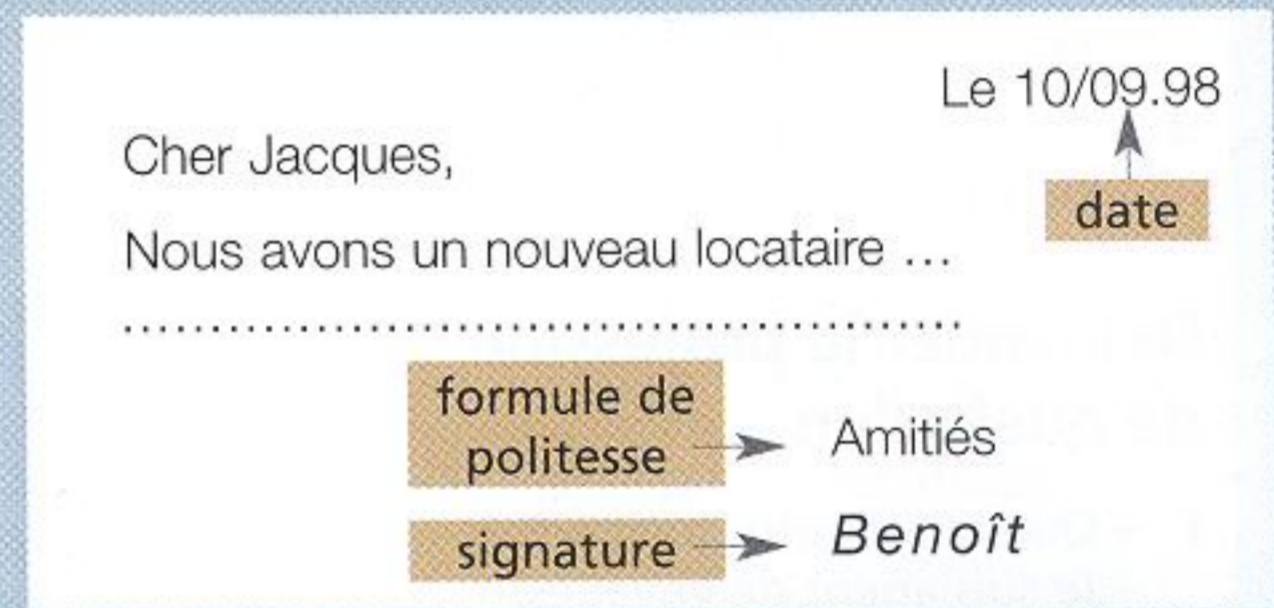 Le 10/09.98
date
Cher Jacques,
Nous avons un nouveau locataire ...
..........................................................
formule de
politesse
Amitiés
signature
Benoît